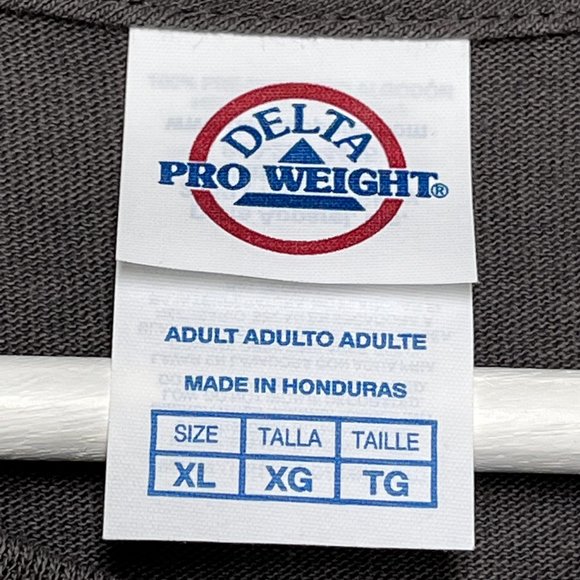 DELTA
PRO WEIGHT®
ADULT ADULTO ADULTE
MADE IN HONDURAS
SIZE TALLA TAILLE
XL XG TG